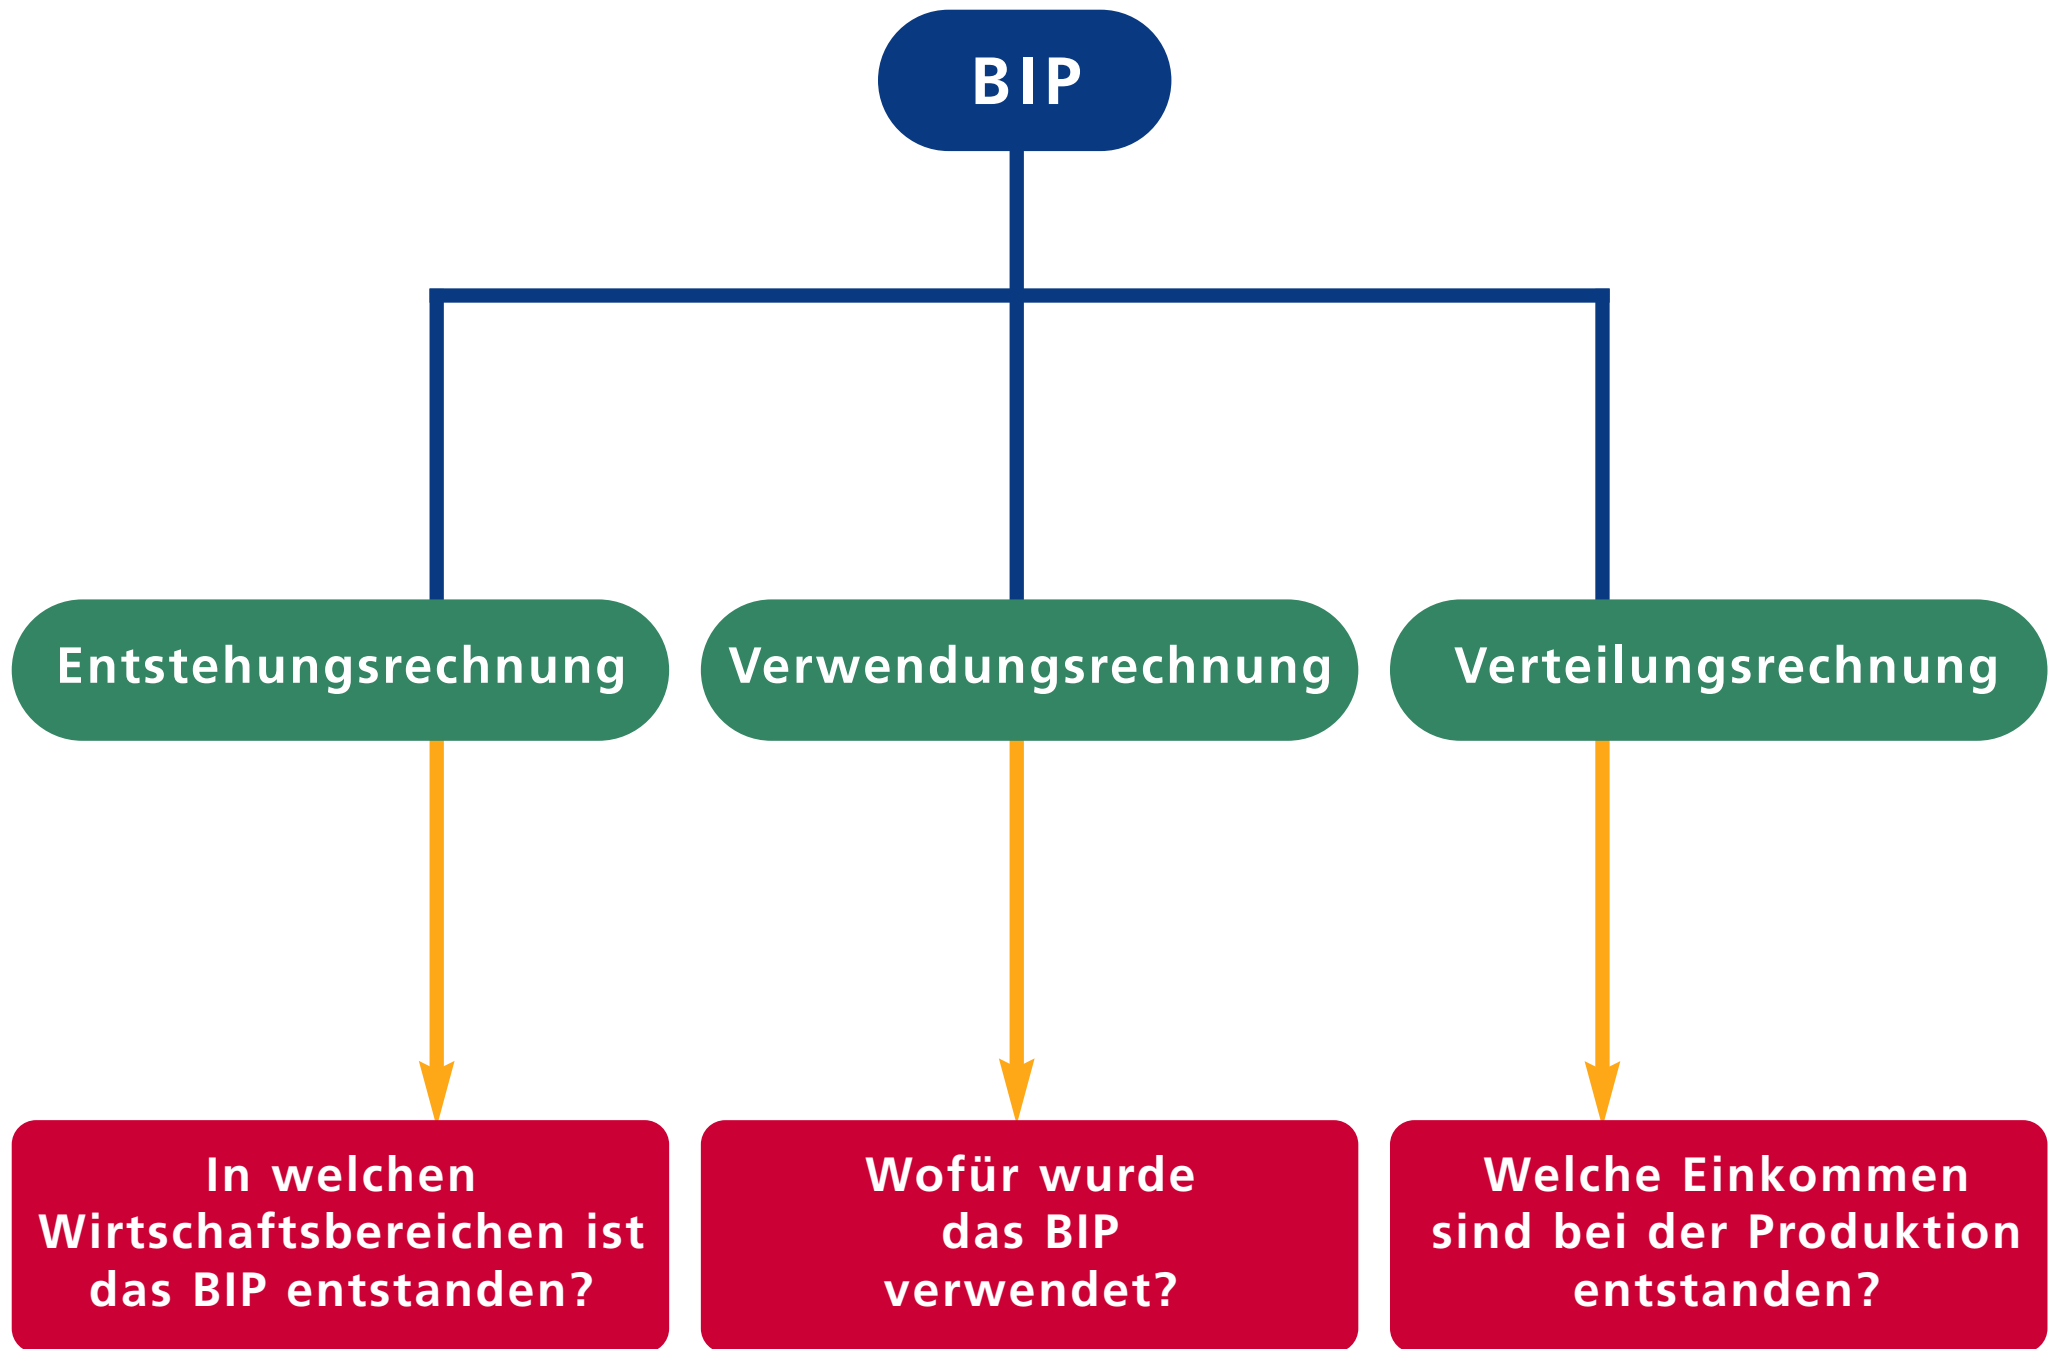 BIP
Entstehungsrechnung
Verwendungsrechnung
Verteilungsrechnung
In welchen
Wirtschaftsbereichen ist
das BIP entstanden?
Wofür wurde
das BIP
verwendet?
Welche Einkommen
sind bei der Produktion
entstanden?